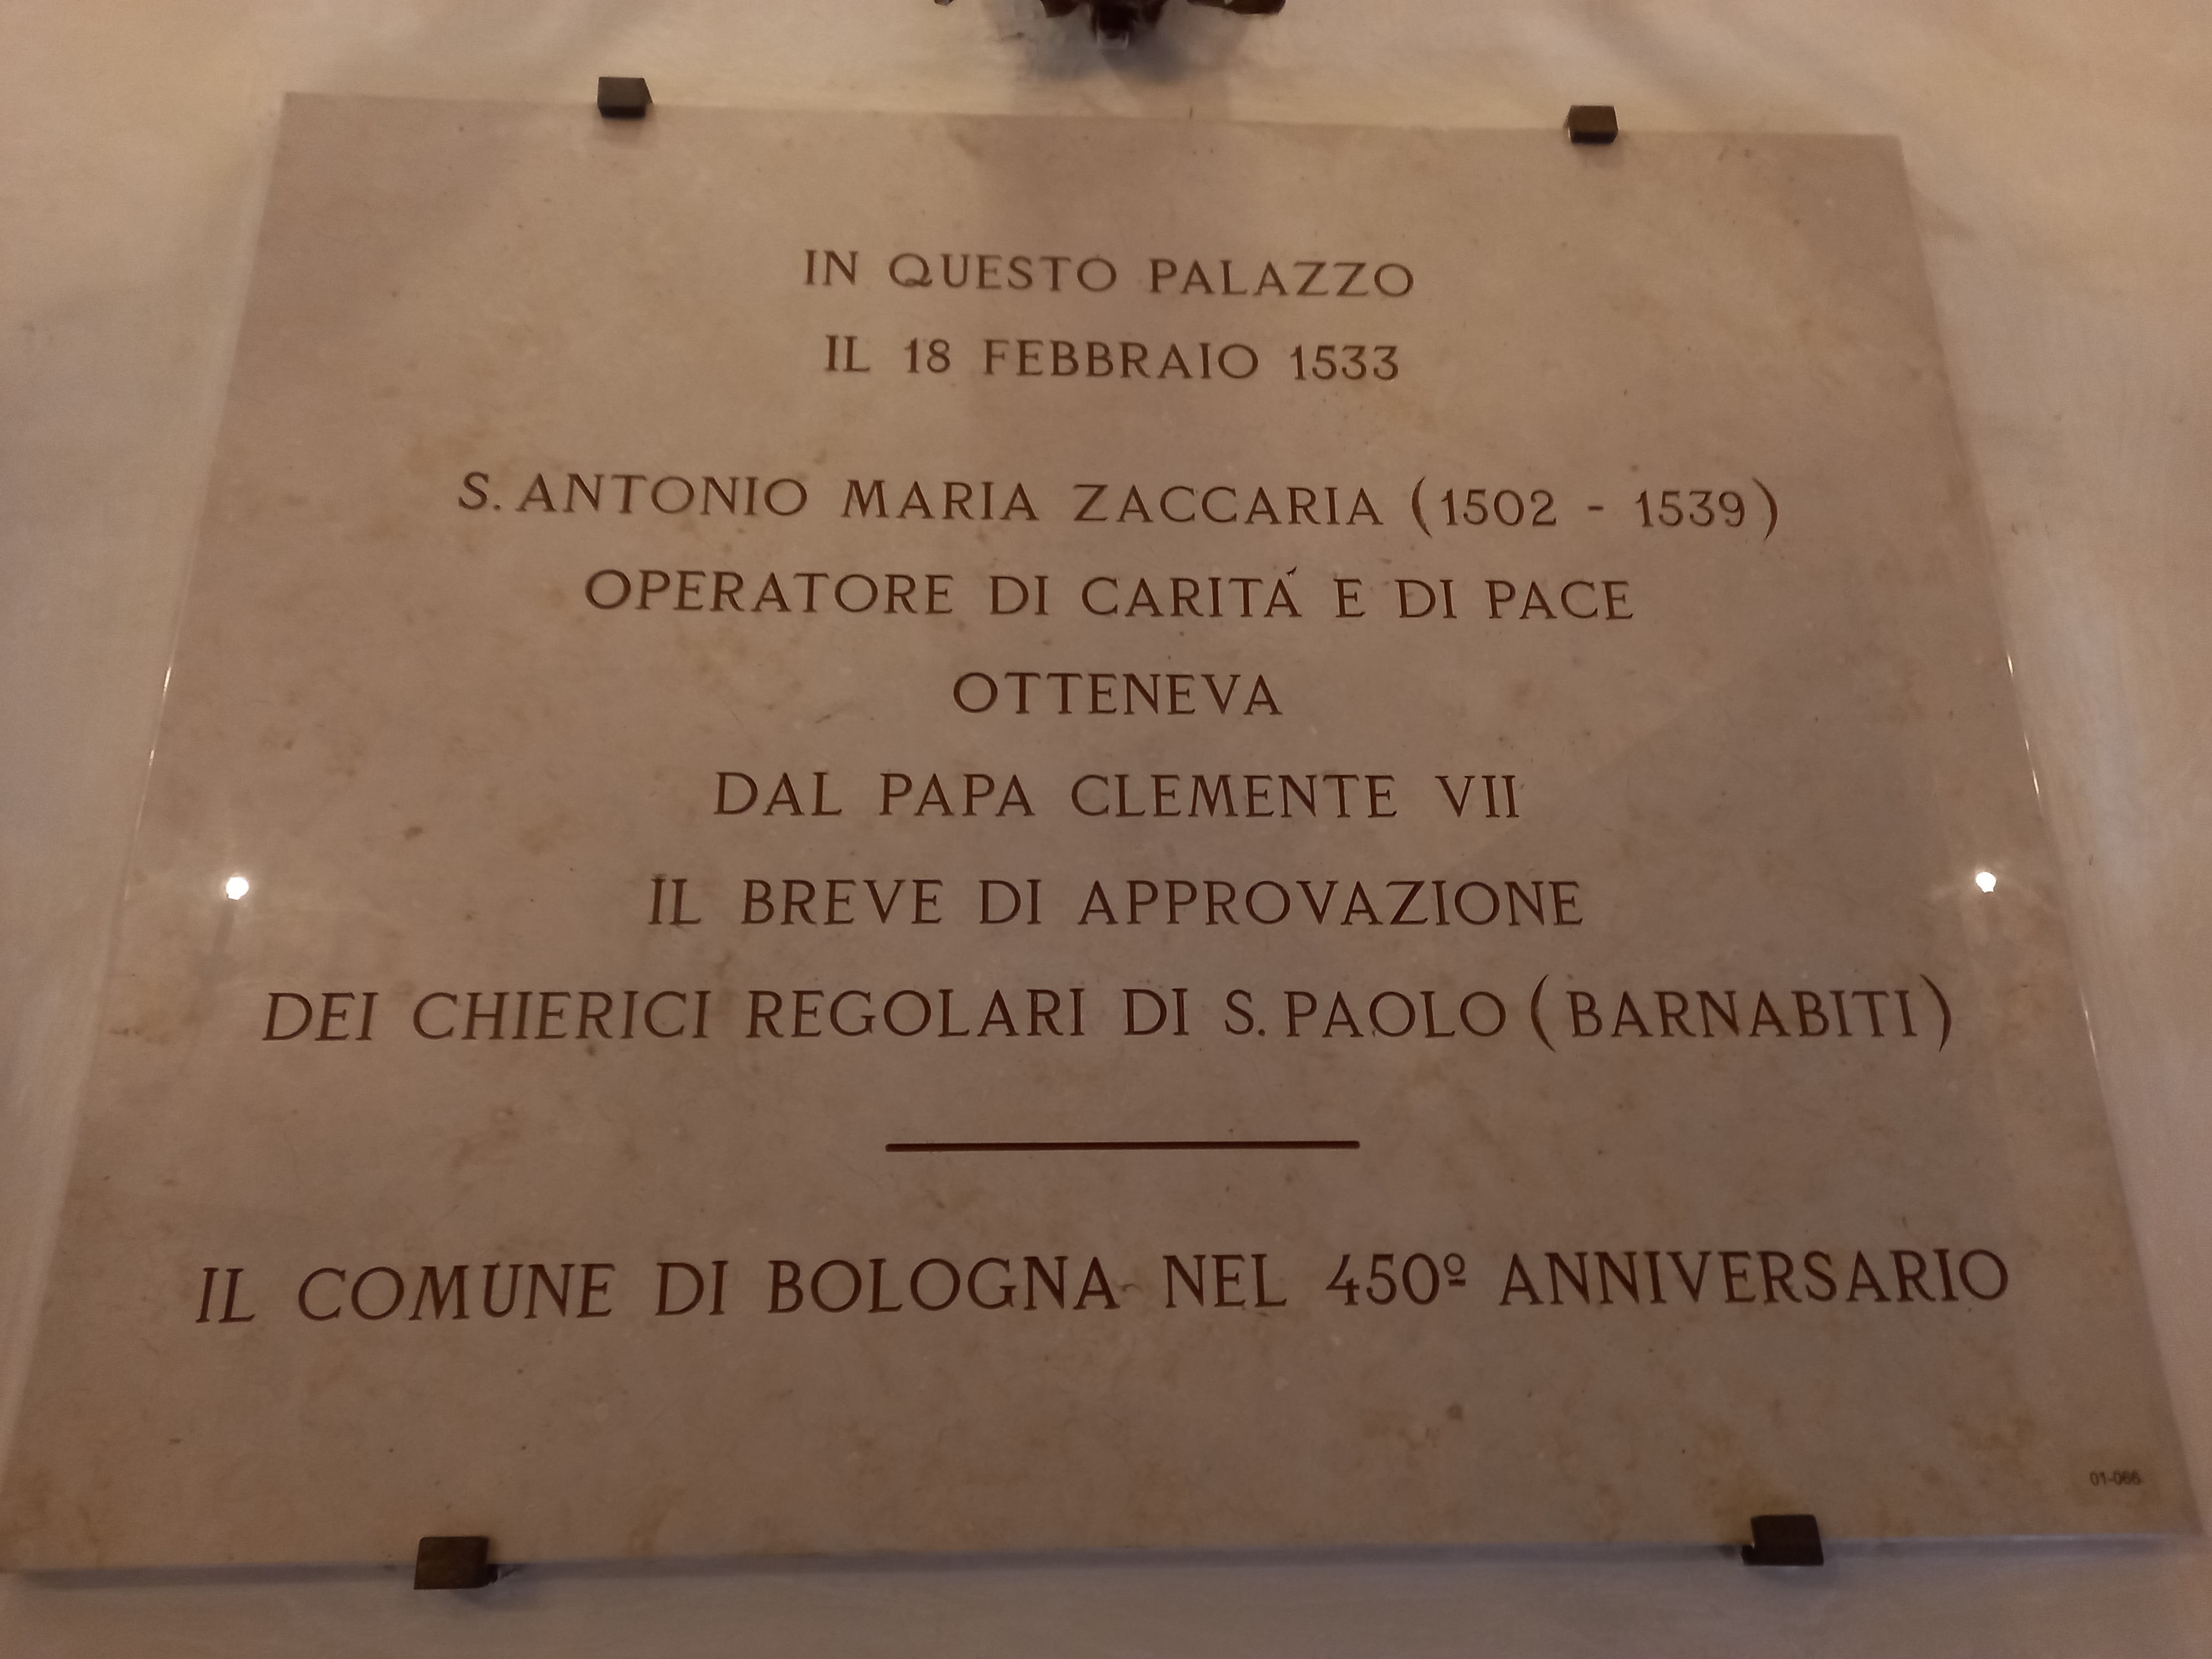 IN QUESTO PALAZZO
IL 18 FEBBRAIO 1533
S. ANTONIO MARIA ZACCARIA (1502 - 1539)
OPERATORE DI CARITÁ E DI PACE
OTTENEVA
DAL PAPA CLEMENTE VII
IL BREVE DI APPROVAZIONE
DEI CHIERICI REGOLARI DI S. PAOLO (BARNABITI)
IL COMUNE DI BOLOGNA NEL 450º ANNIVERSARIO
01-066